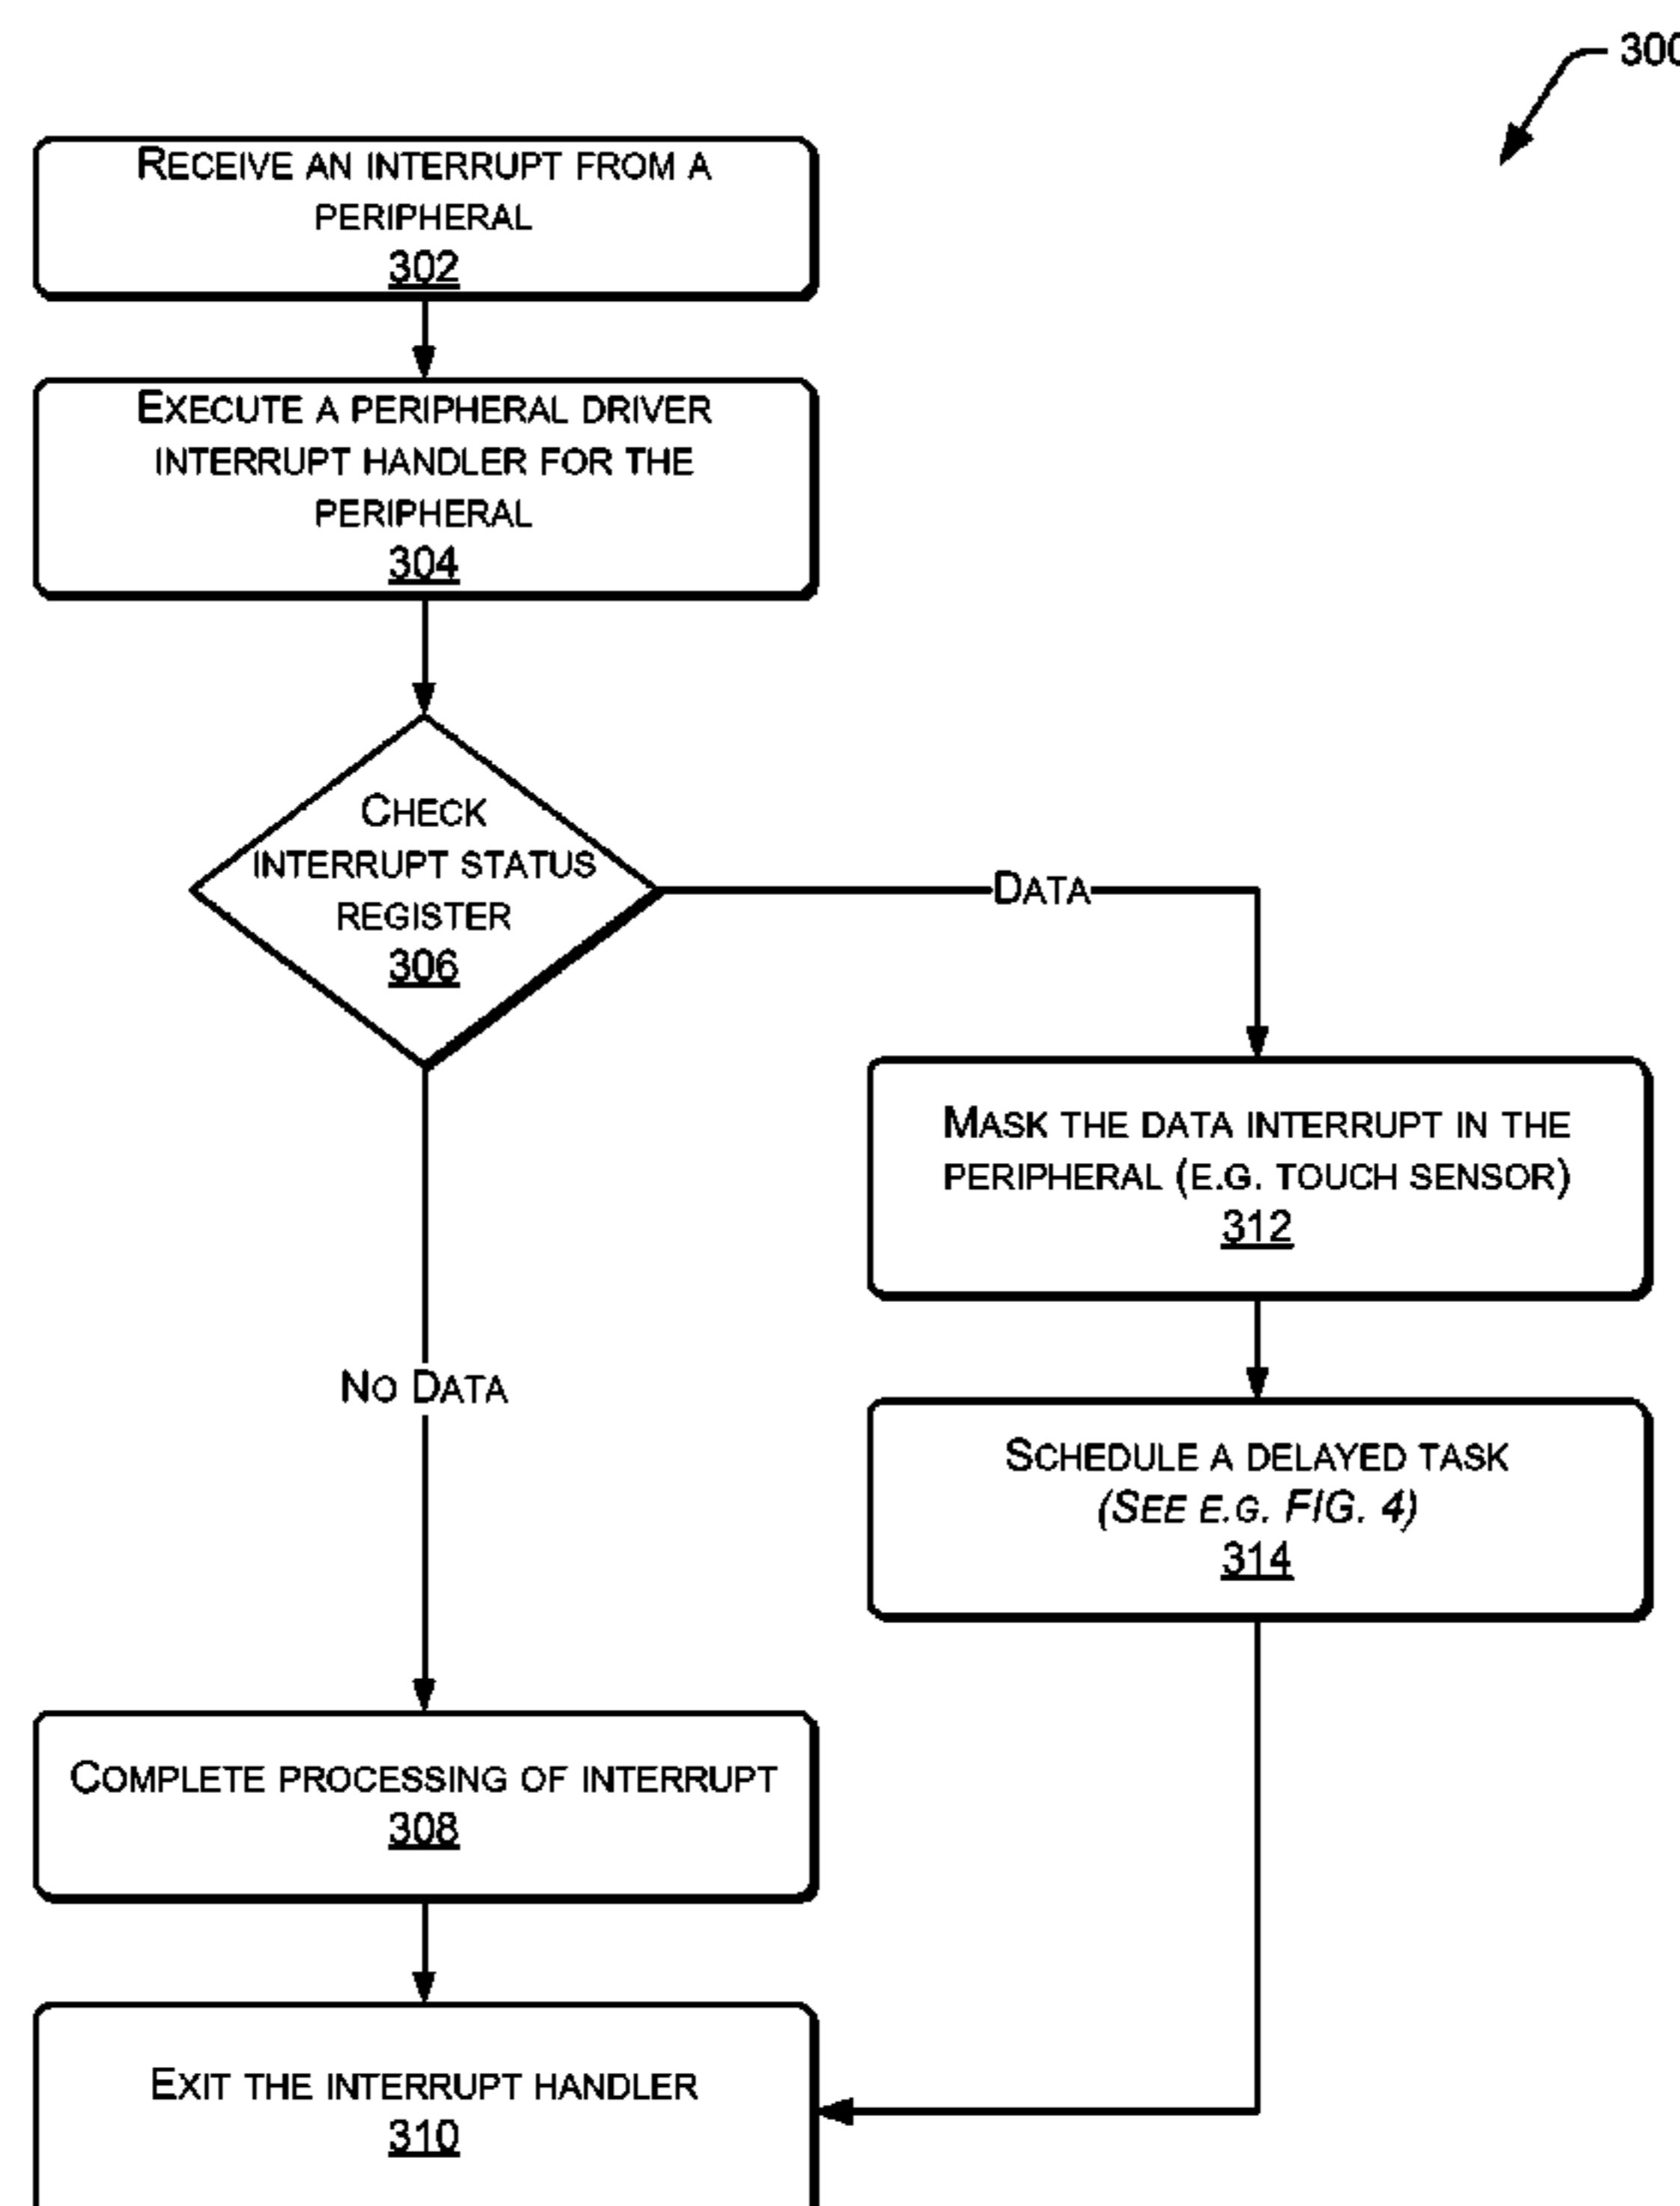 300
RECEIVE AN INTERRUPT FROM A
PERIPHERAL
302
EXECUTE A PERIPHERAL DRIVER
INTERRUPT HANDLER FOR THE
PERIPHERAL
304
CHECK
INTERRUPT STATUS
REGISTER
306
DATA
MASK THE DATA INTERRUPT IN THE
PERIPHERAL (E.G. TOUCH SENSOR)
312
SCHEDULE A DELAYED TASK
(SEE E.G. FIG. 4)
314
NO DATA
COMPLETE PROCESSING OF INTERRUPT
308
EXIT THE INTERRUPT HANDLER
310